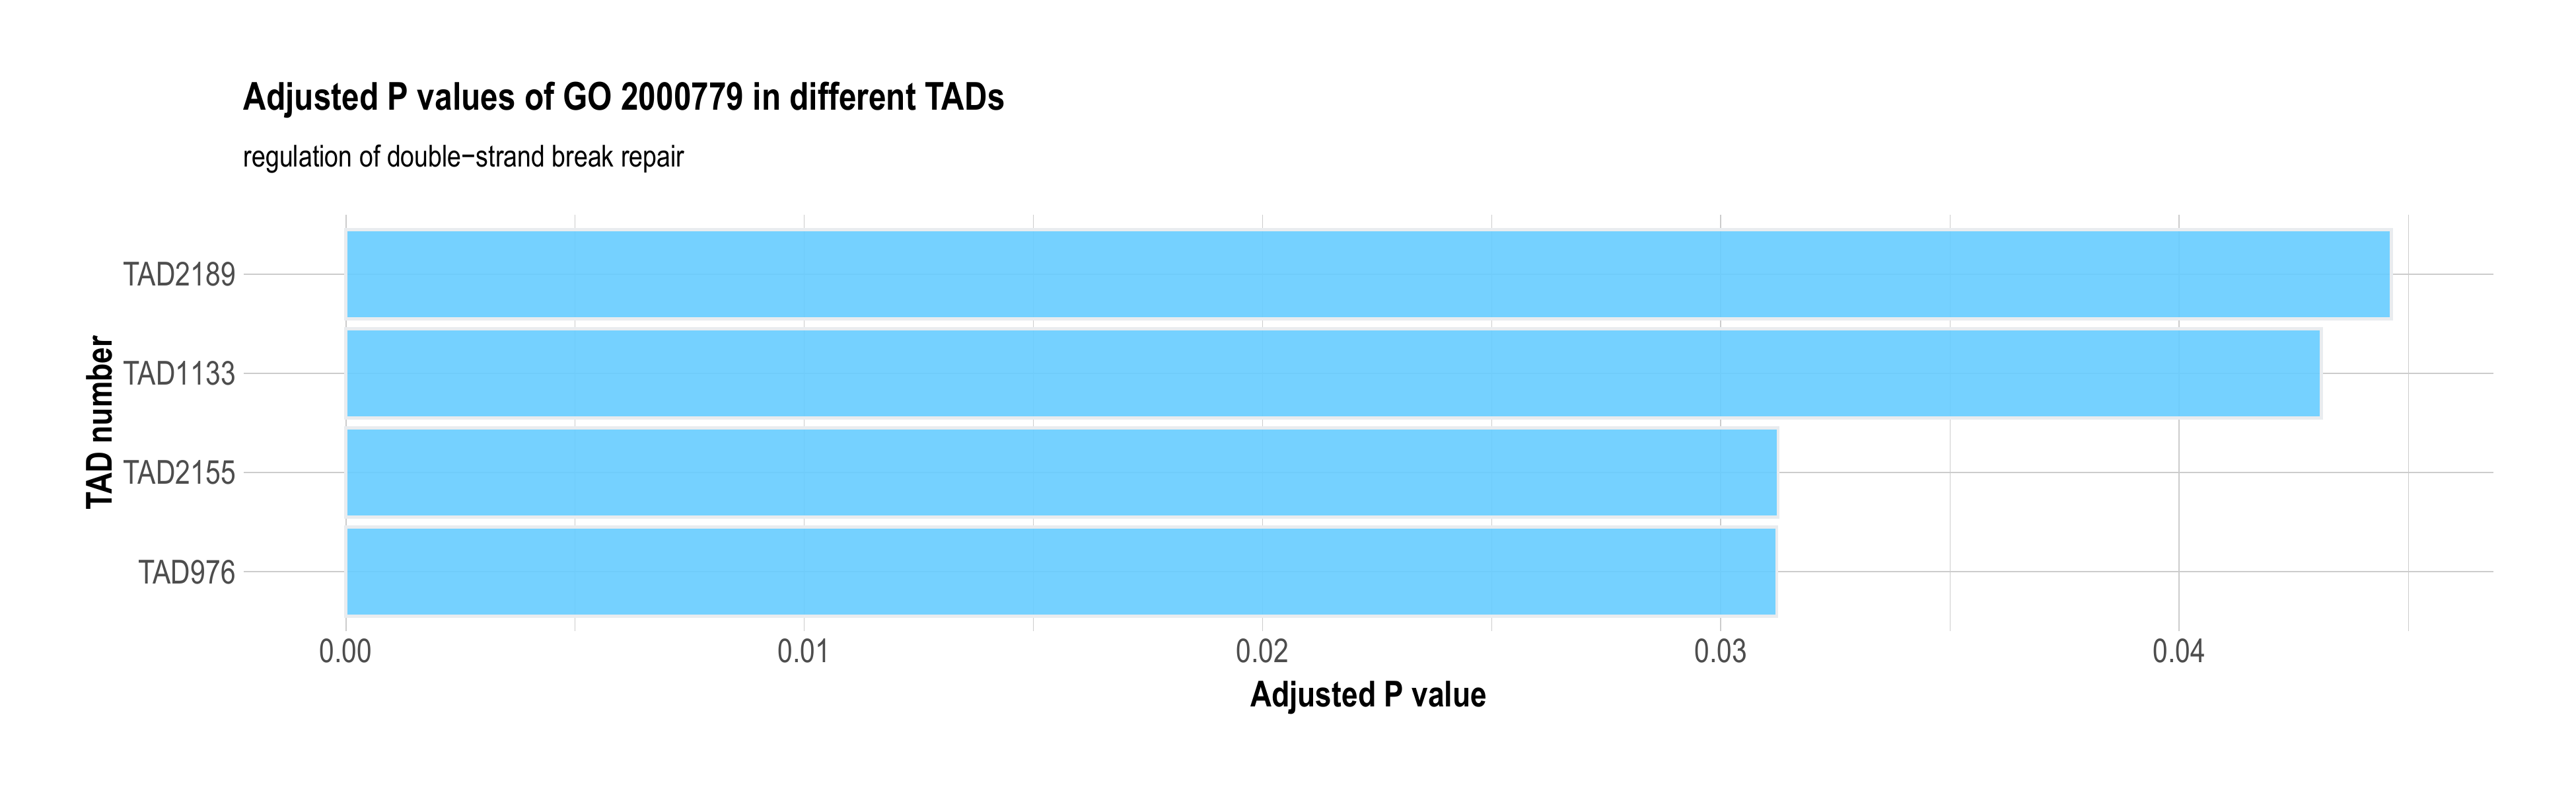 Adjusted P values of GO 2000779 in different TADs
regulation of double−strand break repair
TAD number
TAD2189
TAD1133
TAD2155
TAD976
0.00 0.01 0.02 0.03 0.04
Adjusted P value